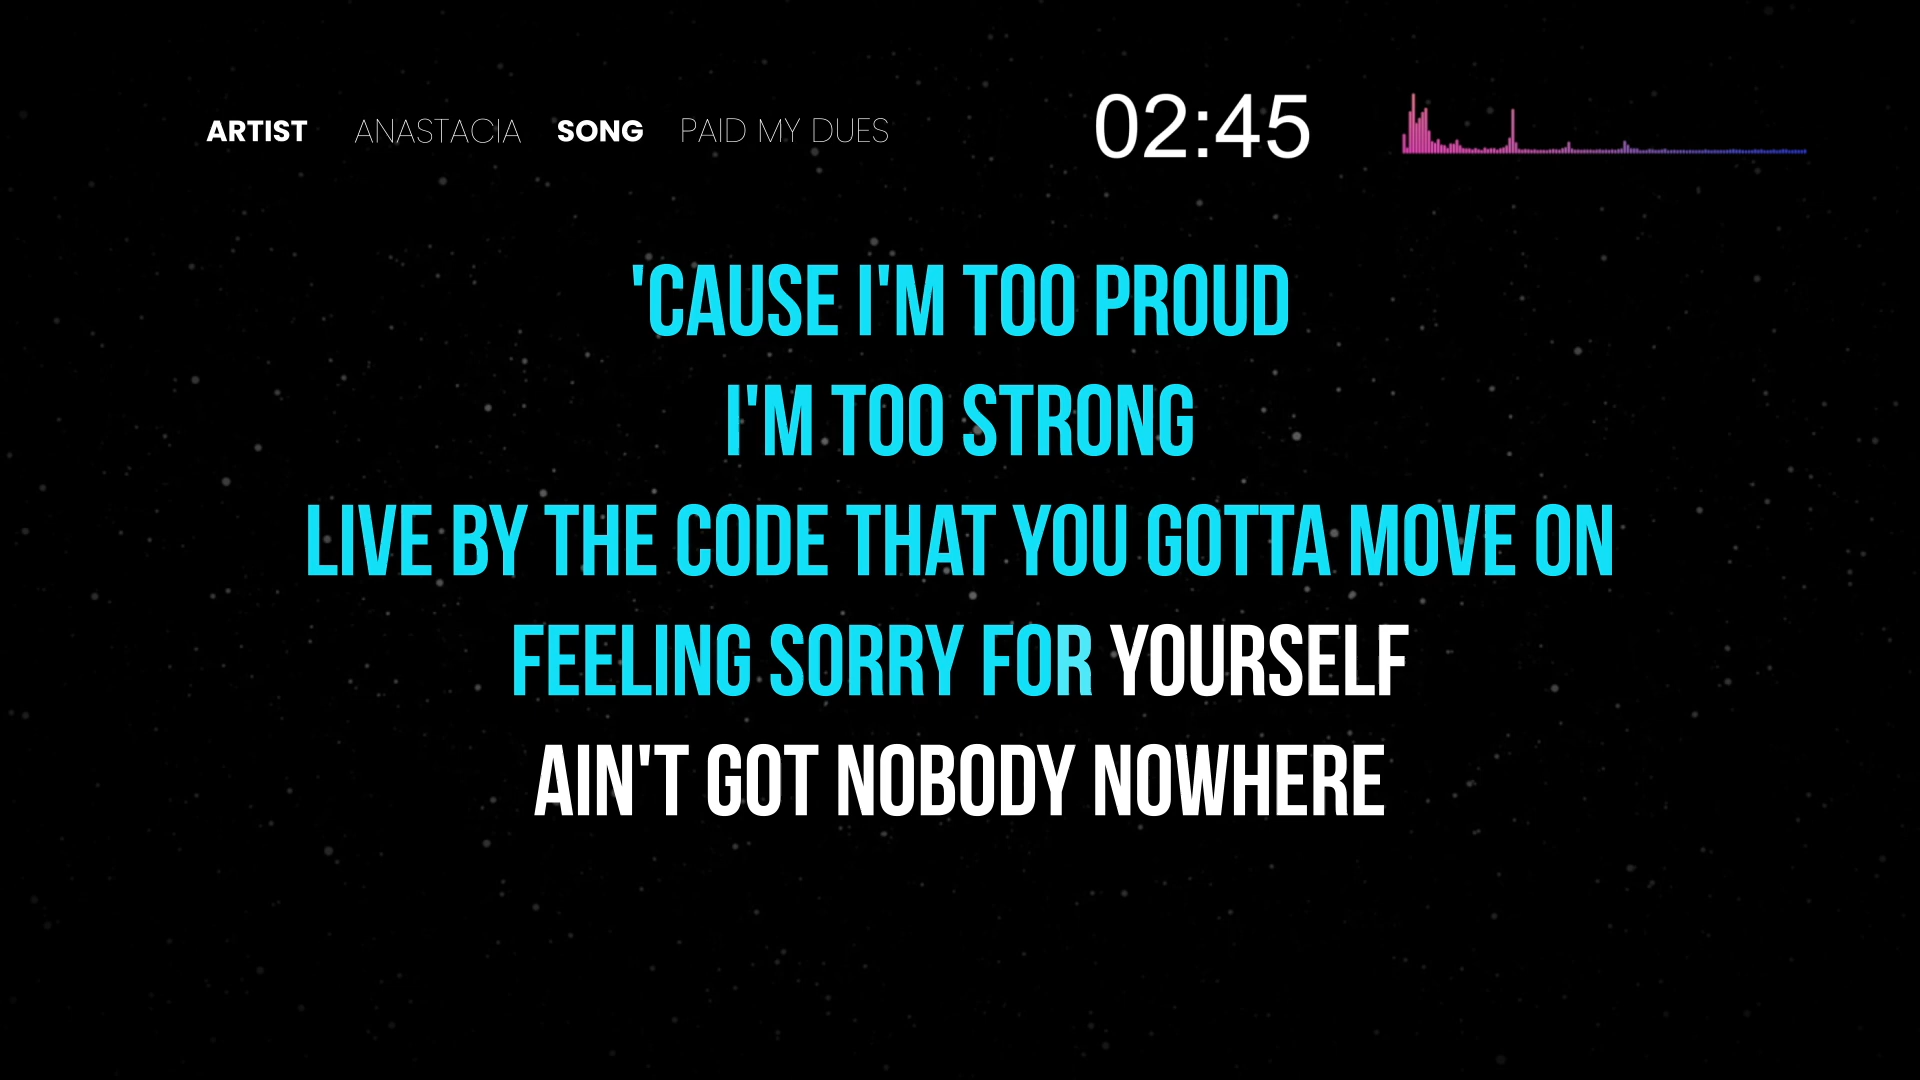 ARTIST ANASTACIA SONG PAID MY DUES 02:45
'CAUSE I'M TOO PROUD
I'M TOO STRONG
LIVE BY THE CODE THAT YOU GOTTA MOVE ON
FEELING SORRY FOR YOURSELF
AIN'T GOT NOBODY NOWHERE